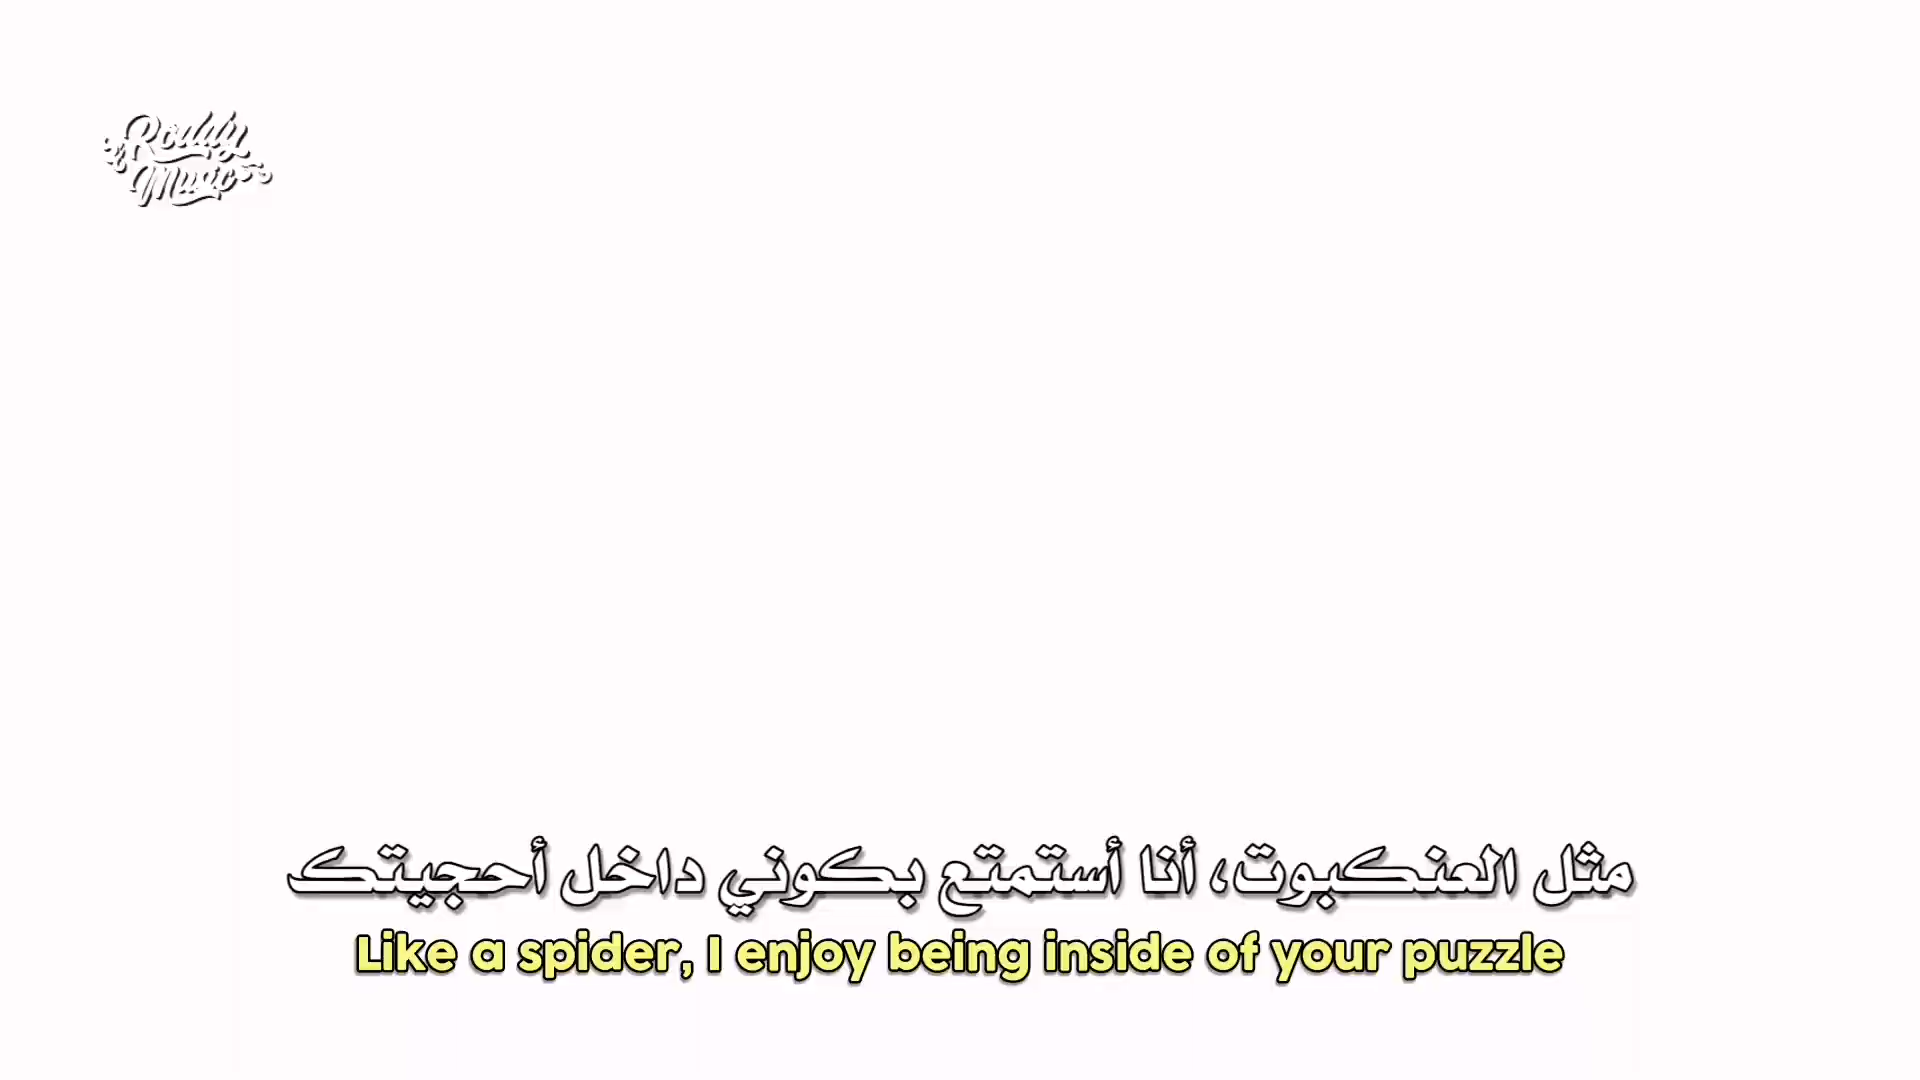 Roddy
Music
مثل العنكبوت، أنا أستمتع بكوني داخل أحجيتك
Like a spider, I enjoy being inside of your puzzle